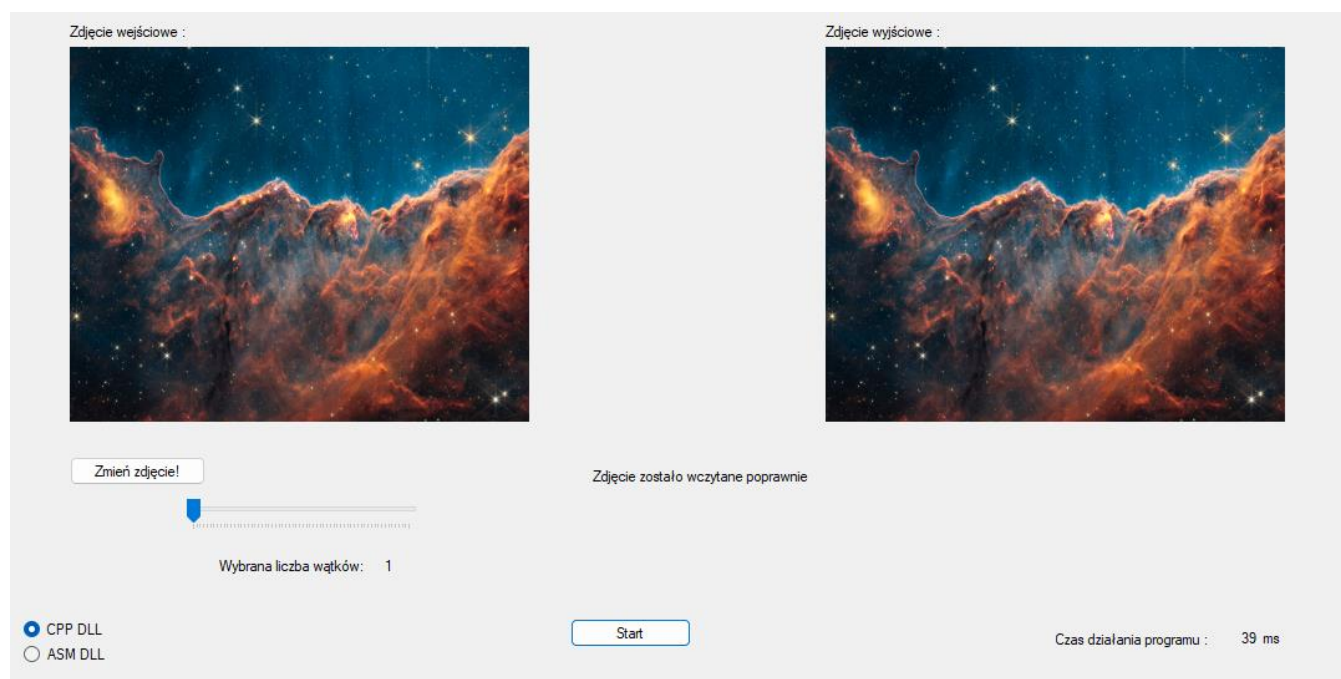 Zdjęcie wejściowe :
Zdjęcie wyjściowe :
Zmień zdjęcie!
Zdjęcie zostało wczytane poprawnie
Wybrana liczba wątków: 1
CPP DLL
ASM DLL
Start
Czas działania programu : 39 ms